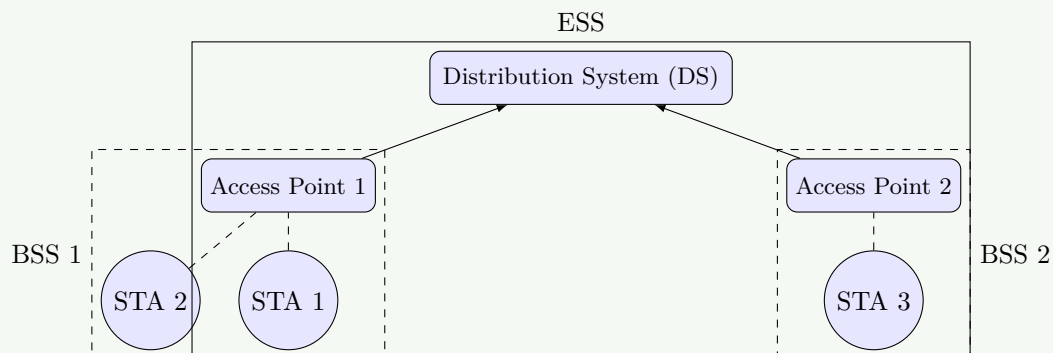 ESS
Distribution System (DS)
Access Point 1
Access Point 2
BSS 1
BSS 2
STA 2
STA 1
STA 3